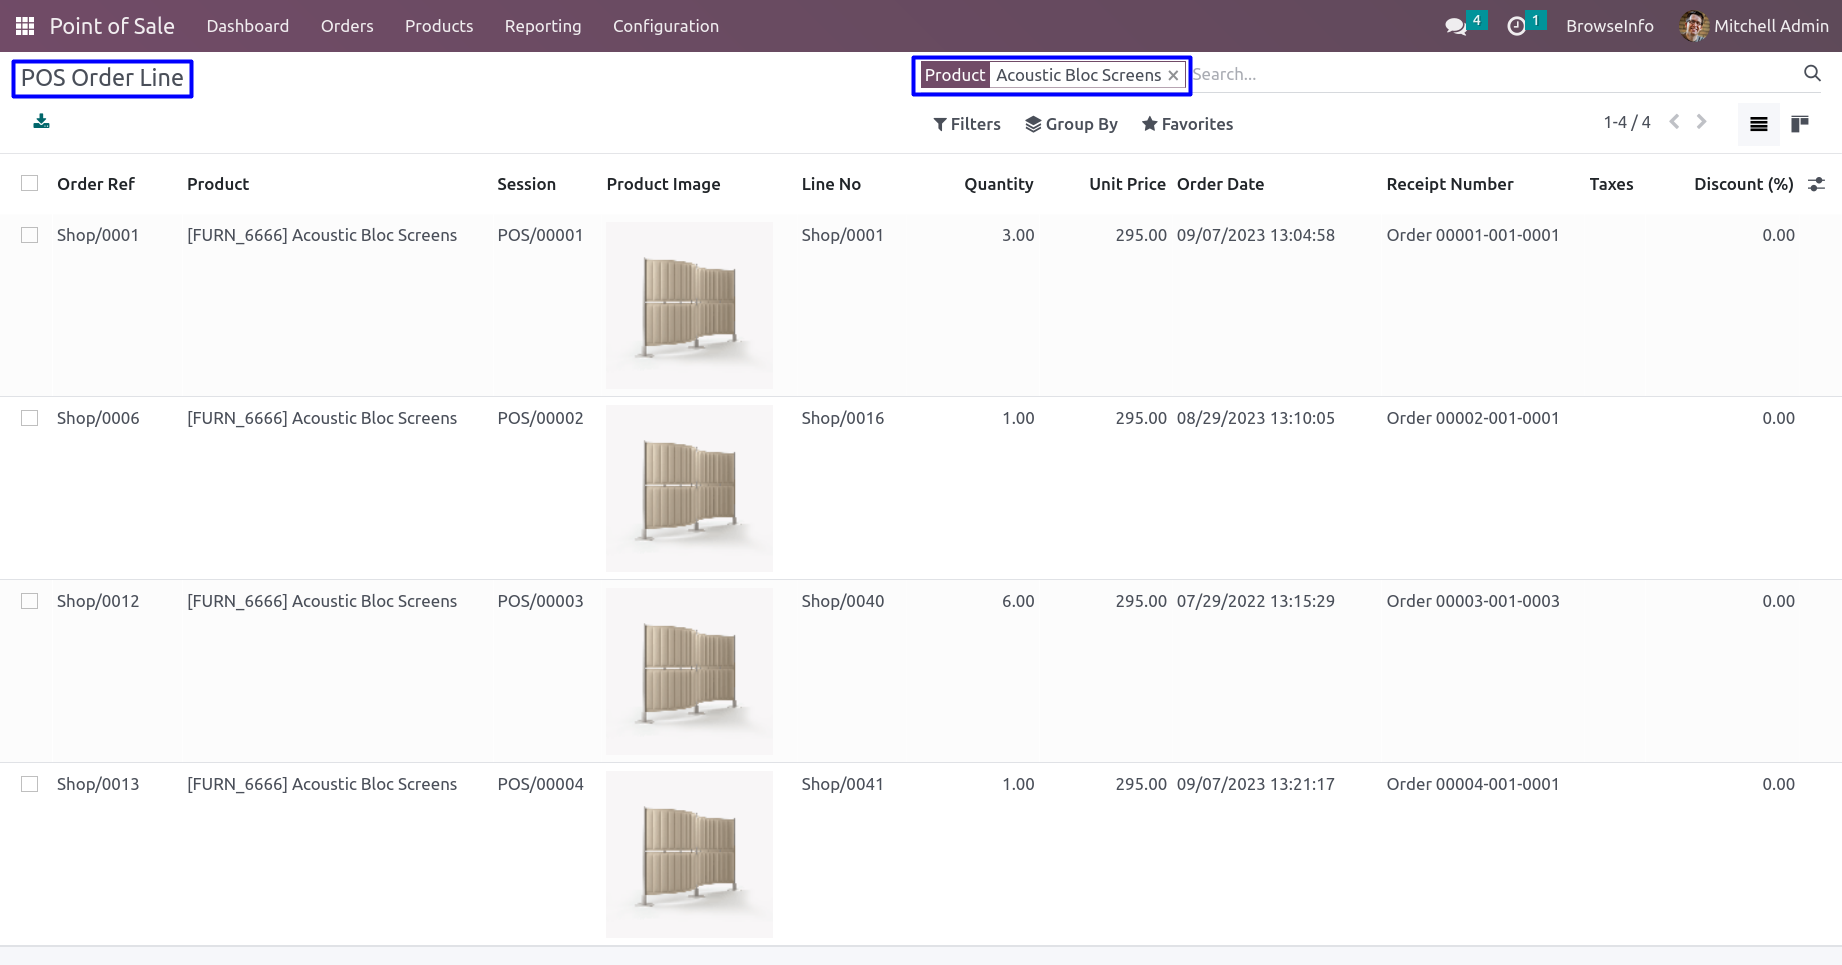 Point of Sale Dashboard Orders Products Reporting Configuration 4 1 BrowseInfo Mitchell Admin
POS Order Line Product Acoustic Bloc Screens × Search...
Filters Group By Favorites 1-4 / 4
Order Ref Product Session Product Image Line No Quantity Unit Price Order Date Receipt Number Taxes Discount (%)
Shop/0001 [FURN_6666] Acoustic Bloc Screens POS/00001 Shop/0001 3.00 295.00 09/07/2023 13:04:58 Order 00001-001-0001 0.00
Shop/0006 [FURN_6666] Acoustic Bloc Screens POS/00002 Shop/0016 1.00 295.00 08/29/2023 13:10:05 Order 00002-001-0001 0.00
Shop/0012 [FURN_6666] Acoustic Bloc Screens POS/00003 Shop/0040 6.00 295.00 07/29/2022 13:15:29 Order 00003-001-0003 0.00
Shop/0013 [FURN_6666] Acoustic Bloc Screens POS/00004 Shop/0041 1.00 295.00 09/07/2023 13:21:17 Order 00004-001-0001 0.00